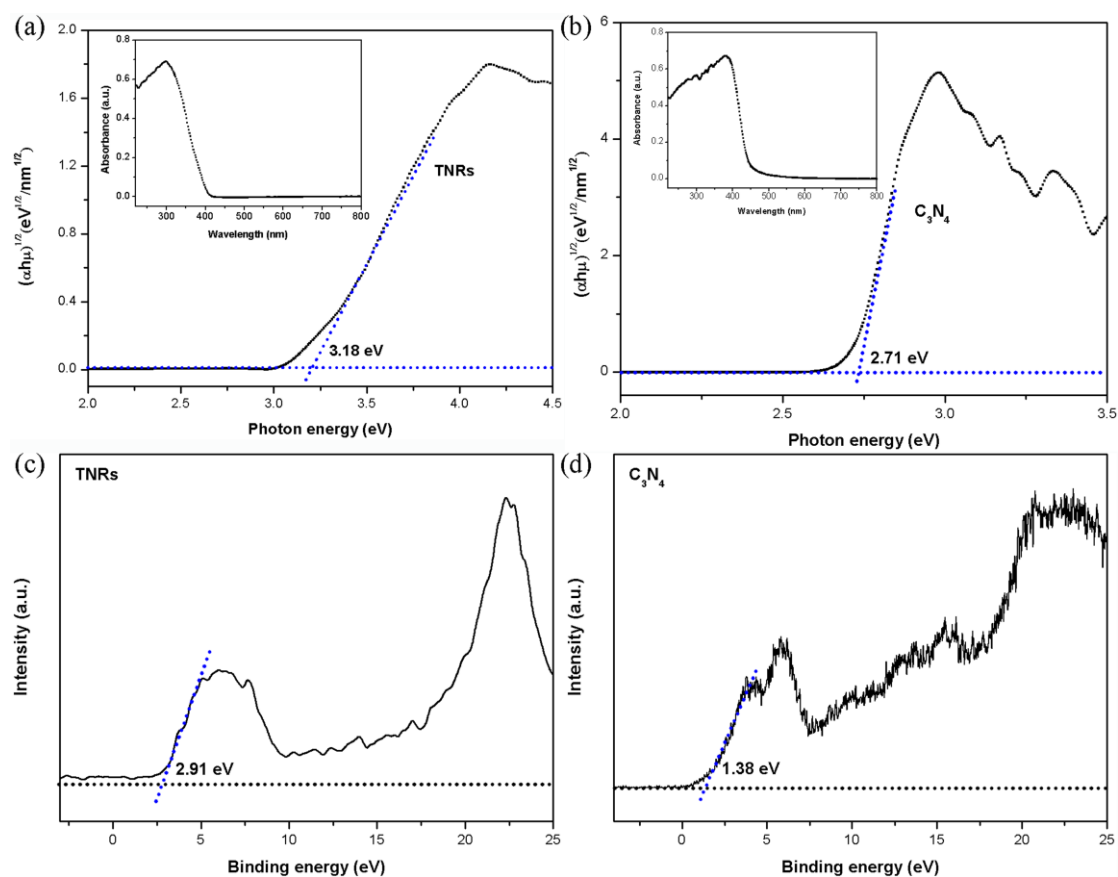 (a)
2.0
1.6
1.2
0.8
0.4
0.0
(αhμ)^1/2 (eV^1/2/nm^1/2)
2.0 2.5 3.0 3.5 4.0 4.5
Photon energy (eV)
TNRs
3.18 eV
0.8
0.6
0.4
0.2
0.0
Absorbance (a.u.)
300 400 500 600 700 800
Wavelength (nm)
(b)
6
4
2
0
(αhμ)^1/2 (eV^1/2/nm^1/2)
2.0 2.5 3.0 3.5
Photon energy (eV)
C₃N₄
2.71 eV
0.8
0.6
0.4
0.2
0.0
Absorbance (a.u.)
300 400 500 600 700 800
Wavelength (nm)
(c)
TNRs
Intensity (a.u.)
2.91 eV
0 5 10 15 20 25
Binding energy (eV)
(d)
C₃N₄
Intensity (a.u.)
1.38 eV
0 5 10 15 20 25
Binding energy (eV)